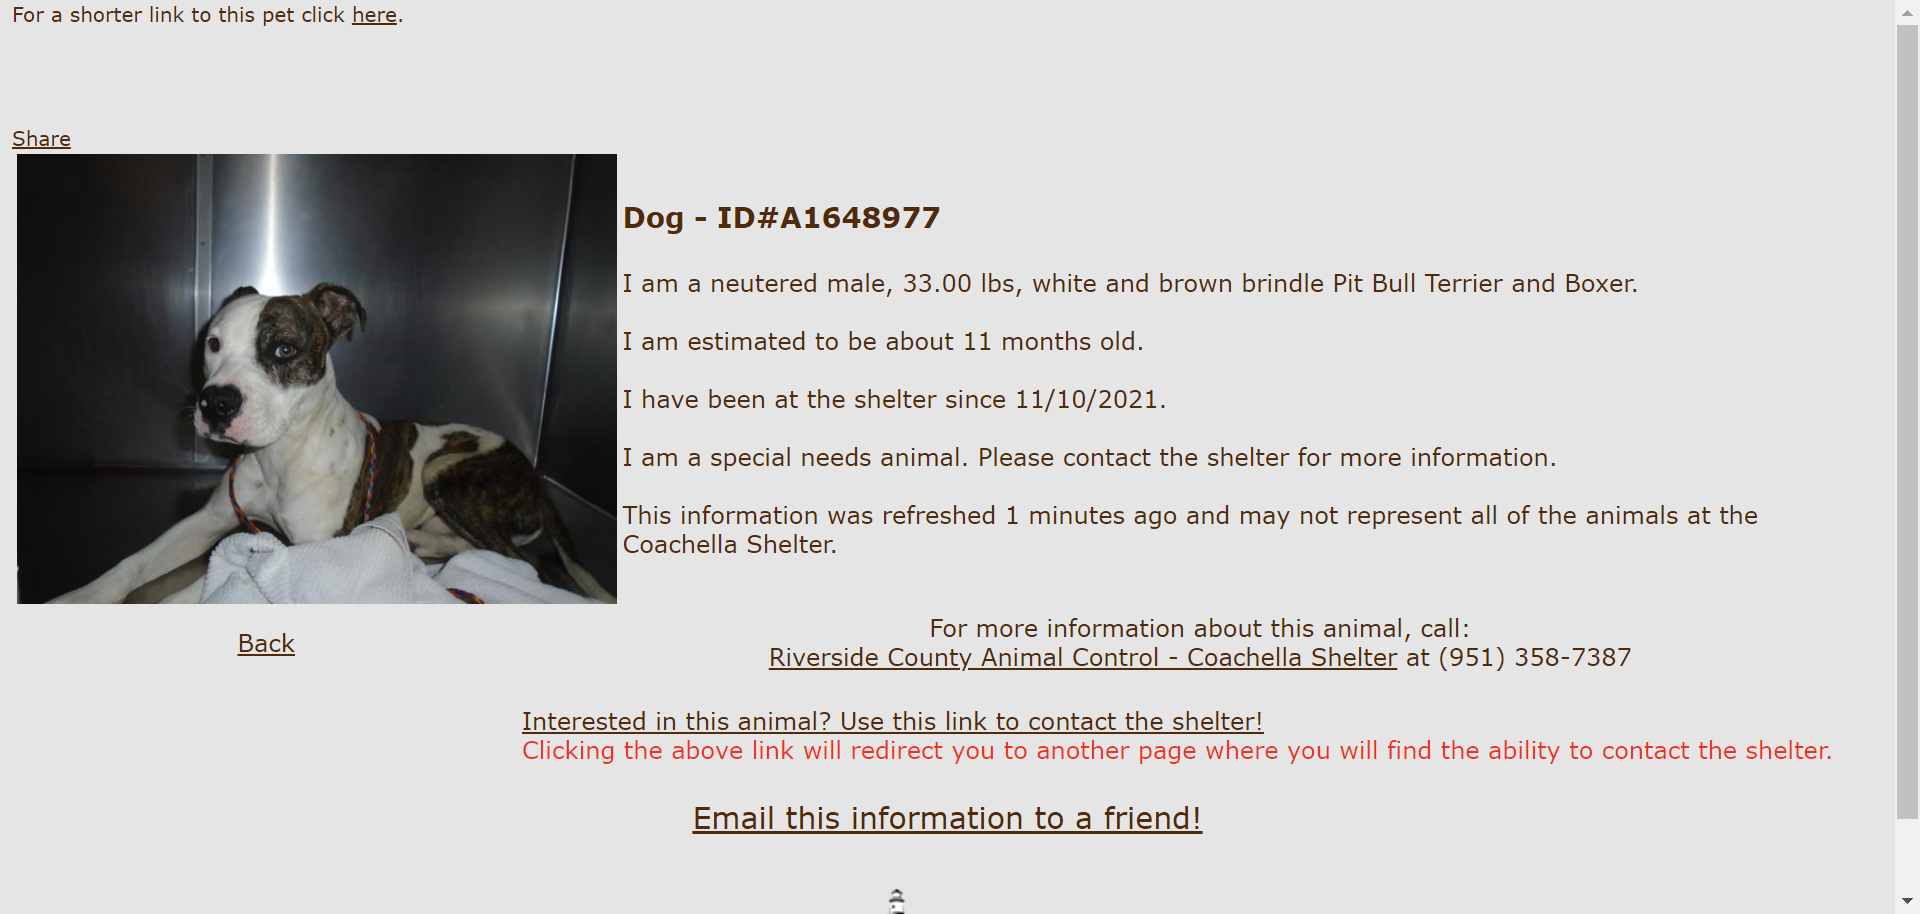 For a shorter link to this pet click here.
Share
Dog - ID#A1648977
I am a neutered male, 33.00 lbs, white and brown brindle Pit Bull Terrier and Boxer.
I am estimated to be about 11 months old.
I have been at the shelter since 11/10/2021.
I am a special needs animal. Please contact the shelter for more information.
This information was refreshed 1 minutes ago and may not represent all of the animals at the
Coachella Shelter.
Back
For more information about this animal, call:
Riverside County Animal Control - Coachella Shelter at (951) 358-7387
Interested in this animal? Use this link to contact the shelter!
Clicking the above link will redirect you to another page where you will find the ability to contact the shelter.
Email this information to a friend!